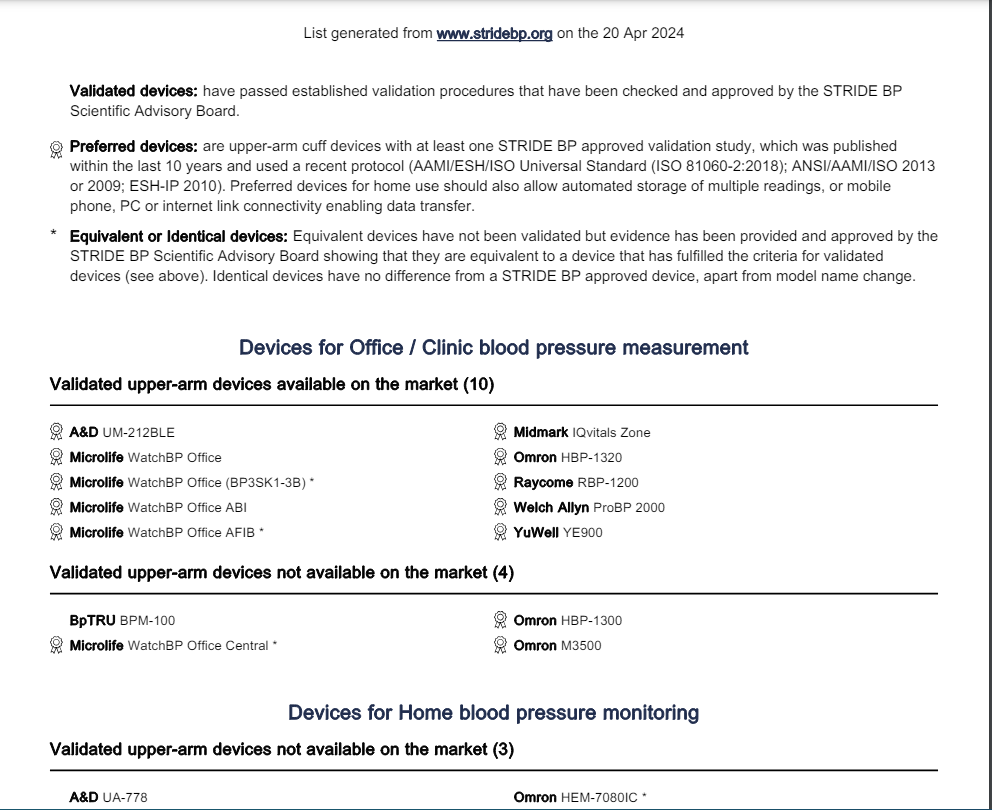 List generated from www.stridebp.org on the 20 Apr 2024
Validated devices: have passed established validation procedures that have been checked and approved by the STRIDE BP
Scientific Advisory Board.
Preferred devices: are upper-arm cuff devices with at least one STRIDE BP approved validation study, which was published
within the last 10 years and used a recent protocol (AAMI/ESH/ISO Universal Standard (ISO 81060-2:2018); ANSI/AAMI/ISO 2013
or 2009; ESH-IP 2010). Preferred devices for home use should also allow automated storage of multiple readings, or mobile
phone, PC or internet link connectivity enabling data transfer.
* Equivalent or Identical devices: Equivalent devices have not been validated but evidence has been provided and approved by the
STRIDE BP Scientific Advisory Board showing that they are equivalent to a device that has fulfilled the criteria for validated
devices (see above). Identical devices have no difference from a STRIDE BP approved device, apart from model name change.
Devices for Office / Clinic blood pressure measurement
Validated upper-arm devices available on the market (10)
A&D UM-212BLE
Microlife WatchBP Office
Microlife WatchBP Office (BP3SK1-3B) *
Microlife WatchBP Office ABI
Microlife WatchBP Office AFIB *
Midmark IQvitals Zone
Omron HBP-1320
Raycome RBP-1200
Welch Allyn ProBP 2000
YuWell YE900
Validated upper-arm devices not available on the market (4)
BpTRU BPM-100
Microlife WatchBP Office Central *
Omron HBP-1300
Omron M3500
Devices for Home blood pressure monitoring
Validated upper-arm devices not available on the market (3)
A&D UA-778
Omron HEM-7080IC *